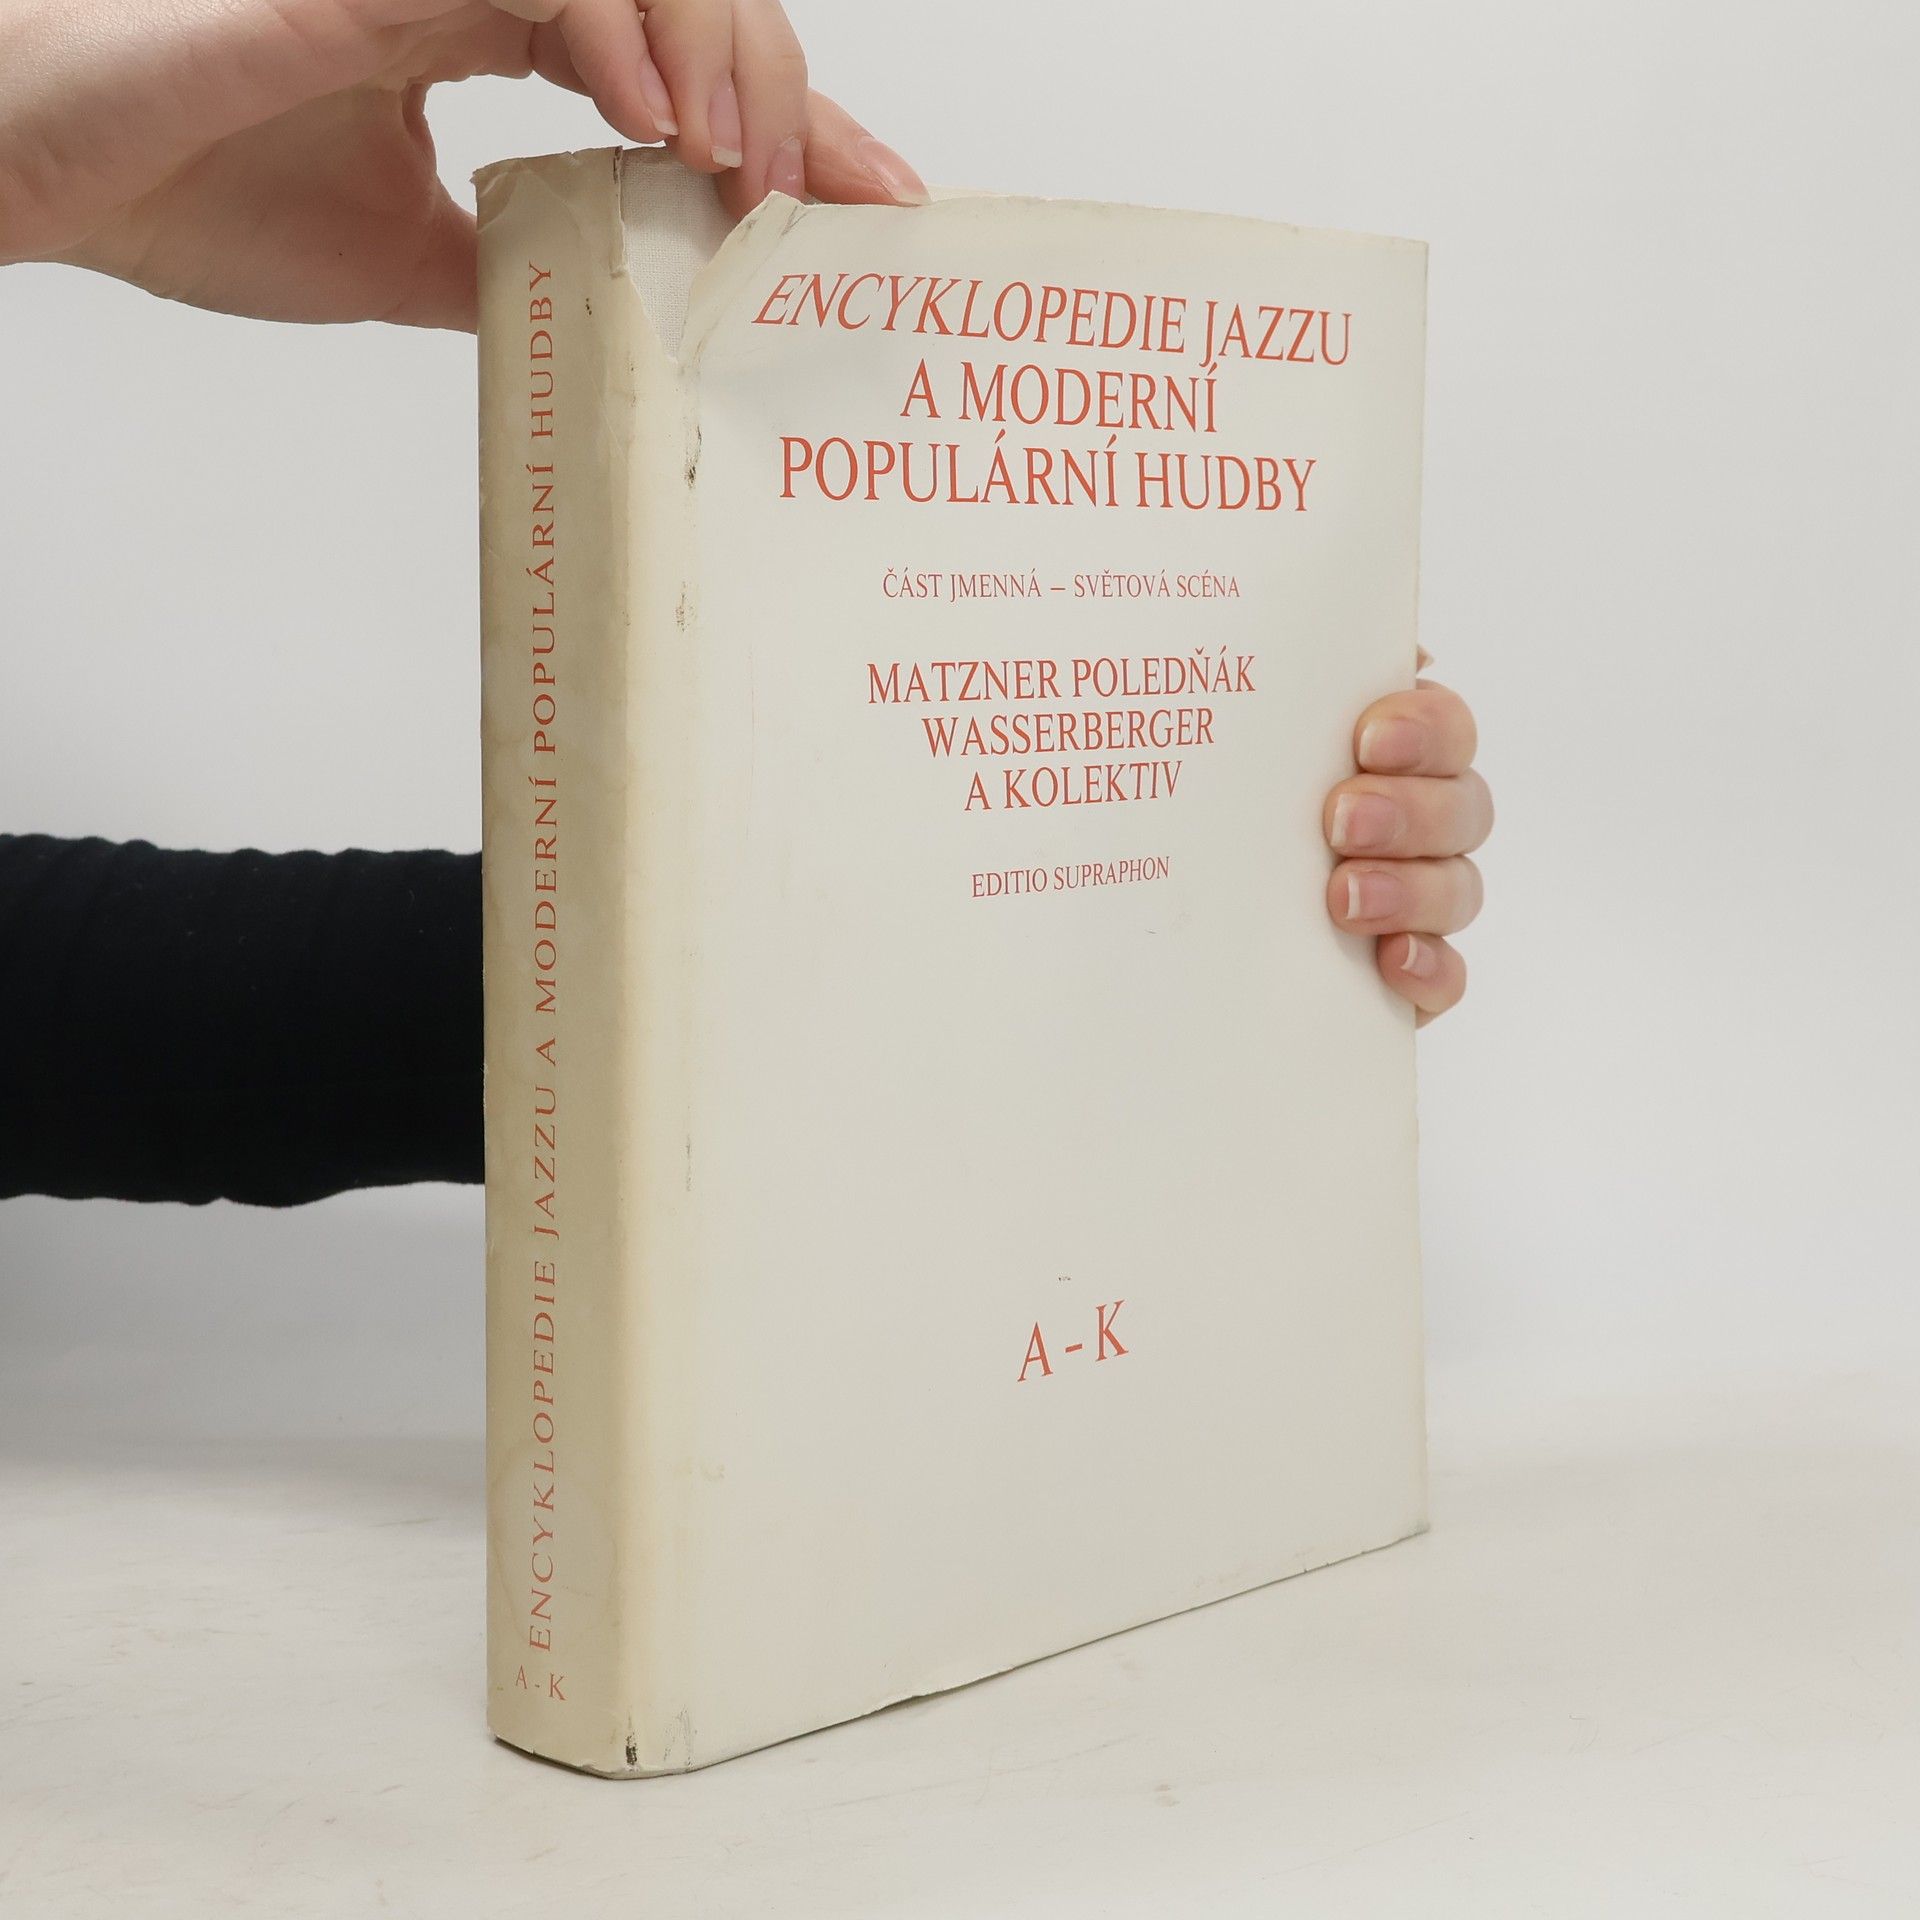 ENCYKLOPEDIE JAZZU A MODERNÍ POPULÁRNÍ HUDBY
A - K
ENCYKLOPEDIE JAZZU
A MODERNÍ
POPULÁRNÍ HUDBY
ČÁST JMENNÁ – SVĚTOVÁ SCÉNA
MATZNER POLEDŇÁK
WASSERBERGER
A KOLEKTIV
EDITIO SUPRAPHON
A - K